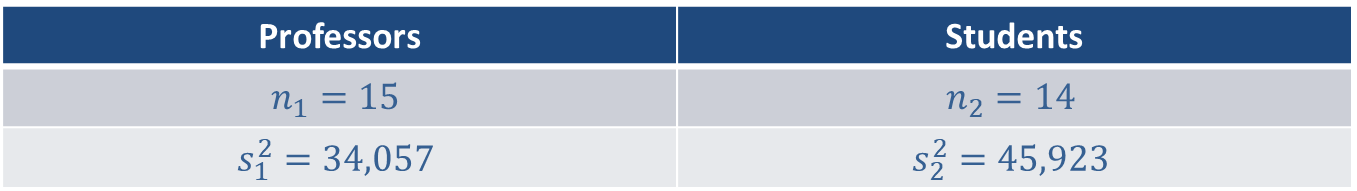 Professors Students
n₁ = 15 n₂ = 14
s₁² = 34,057 s₂² = 45,923